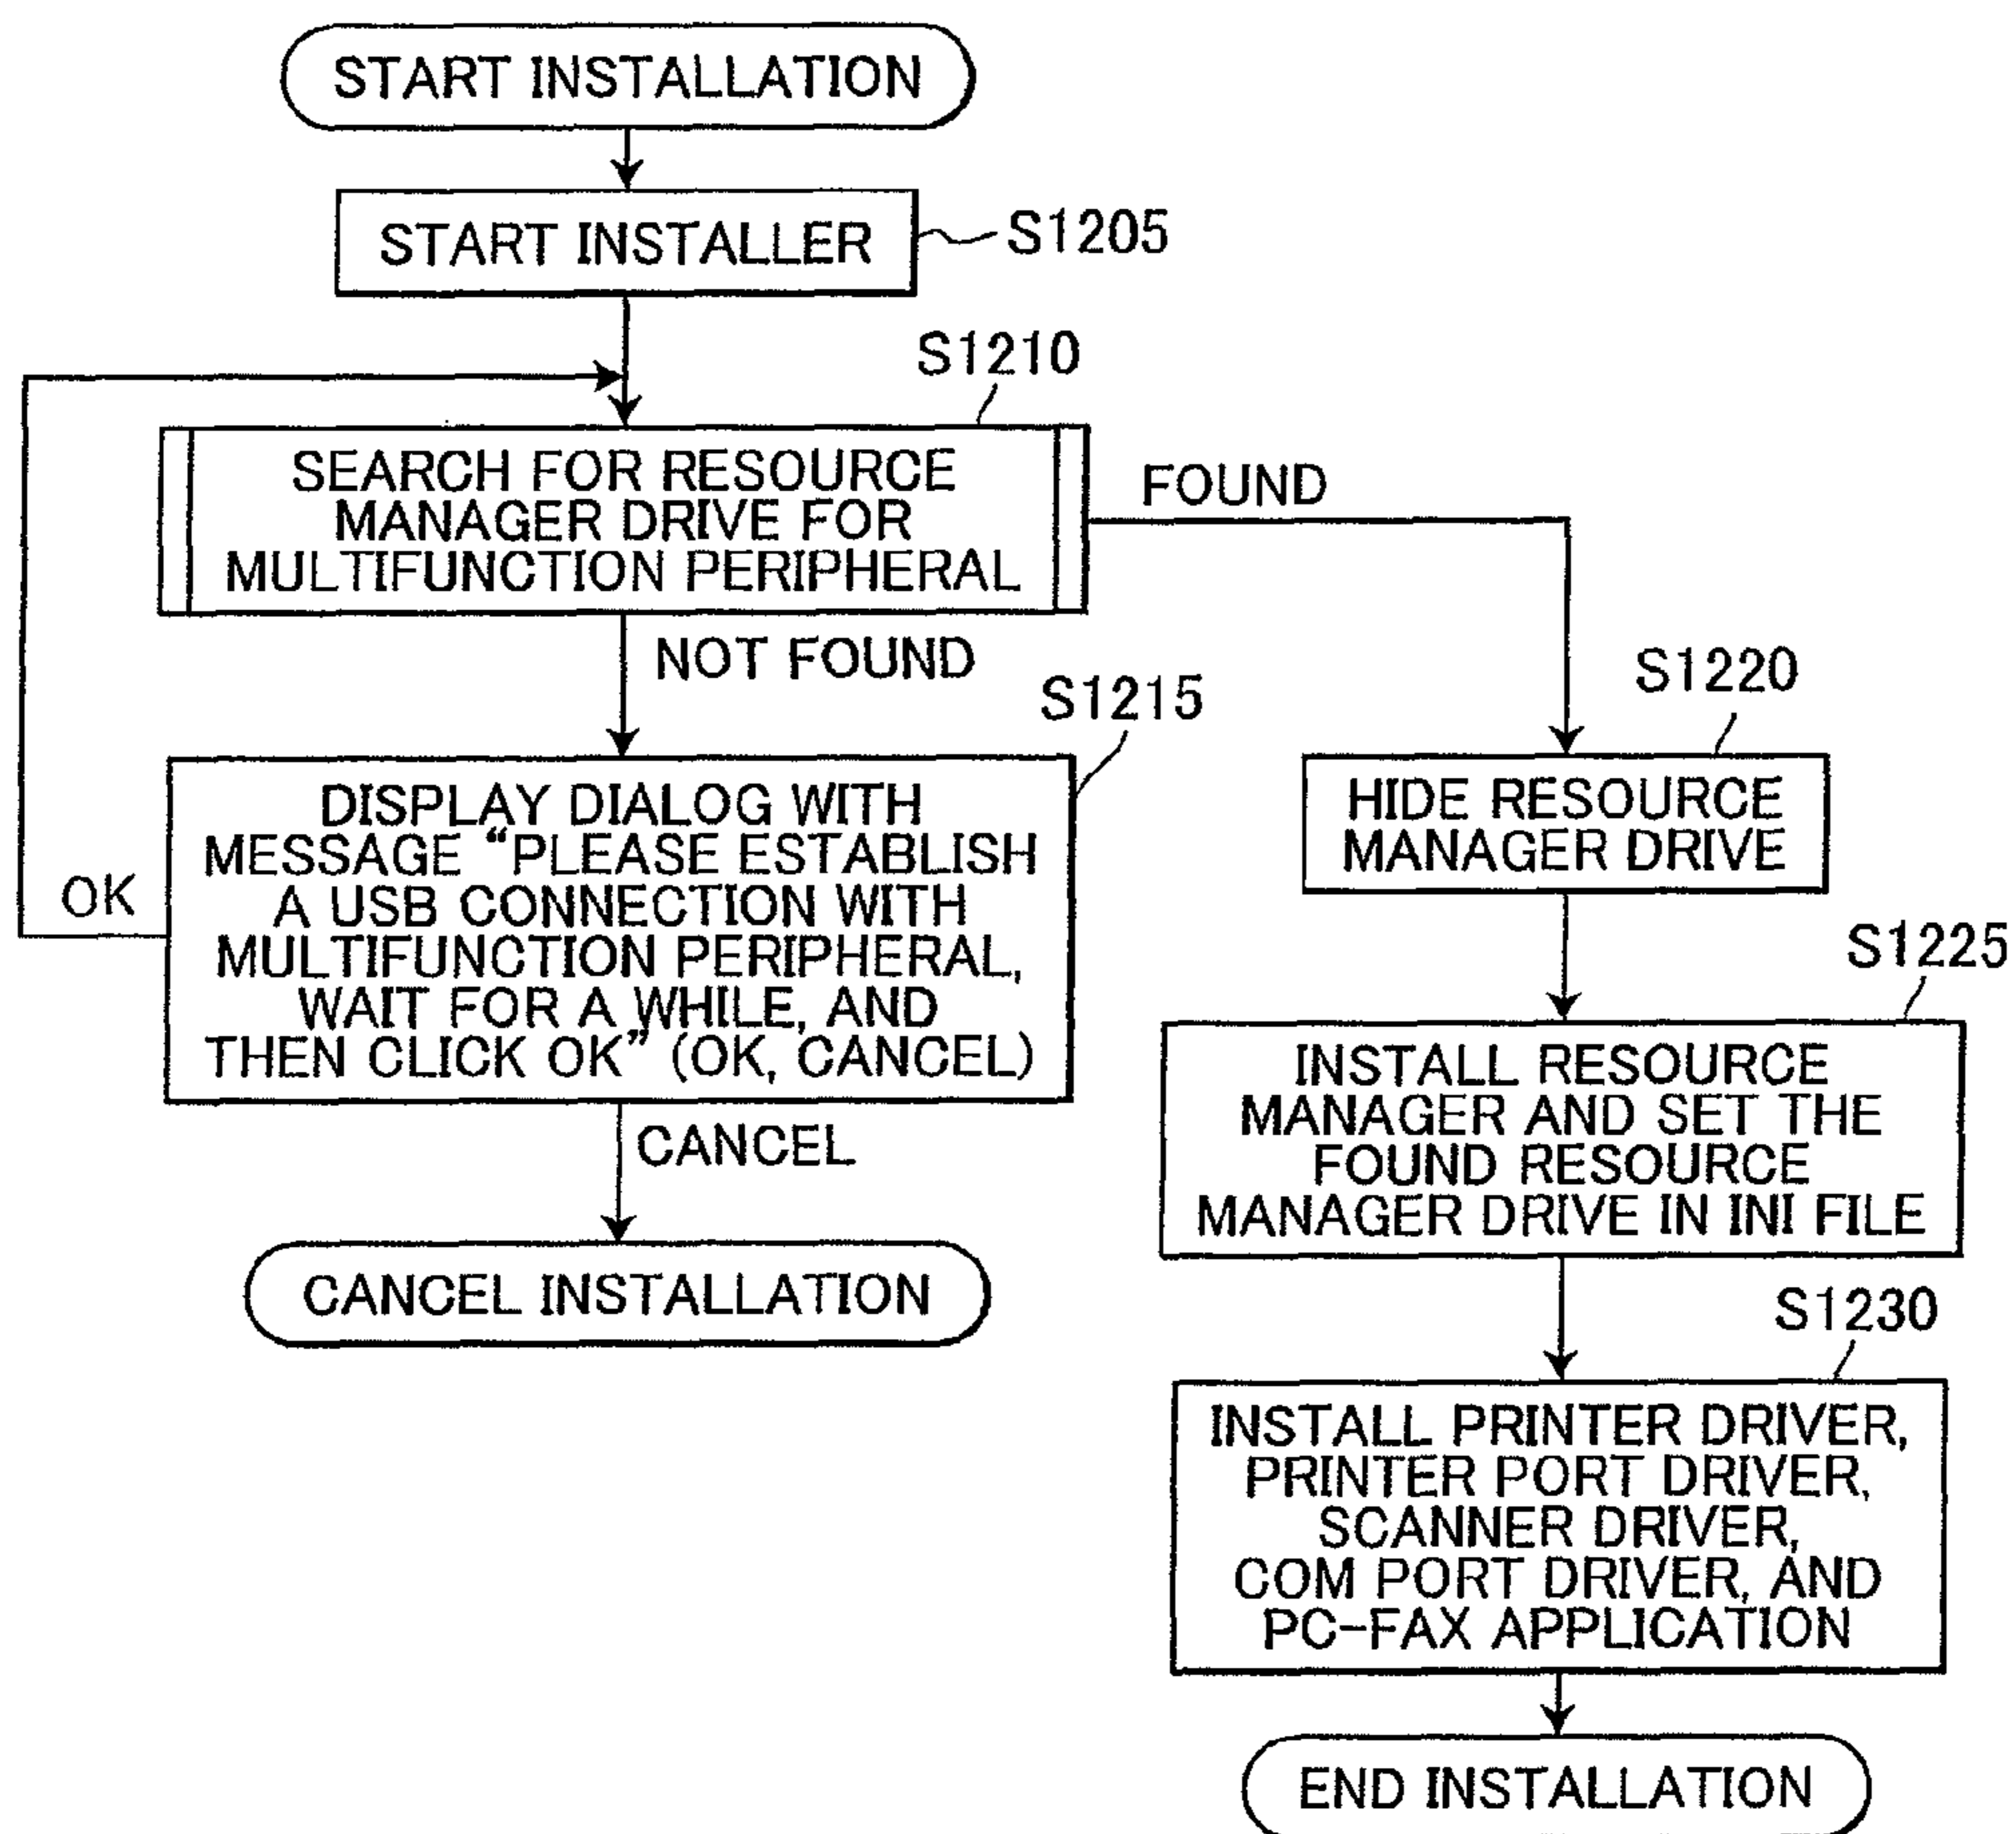 START INSTALLATION
START INSTALLER
S1205
S1210
SEARCH FOR RESOURCE
MANAGER DRIVE FOR
MULTIFUNCTION PERIPHERAL
FOUND
NOT FOUND
S1215
DISPLAY DIALOG WITH
MESSAGE “PLEASE ESTABLISH
A USB CONNECTION WITH
MULTIFUNCTION PERIPHERAL,
WAIT FOR A WHILE, AND
THEN CLICK OK” (OK, CANCEL)
OK
CANCEL
CANCEL INSTALLATION
S1220
HIDE RESOURCE
MANAGER DRIVE
S1225
INSTALL RESOURCE
MANAGER AND SET THE
FOUND RESOURCE
MANAGER DRIVE IN INI FILE
S1230
INSTALL PRINTER DRIVER,
PRINTER PORT DRIVER,
SCANNER DRIVER,
COM PORT DRIVER, AND
PC-FAX APPLICATION
END INSTALLATION